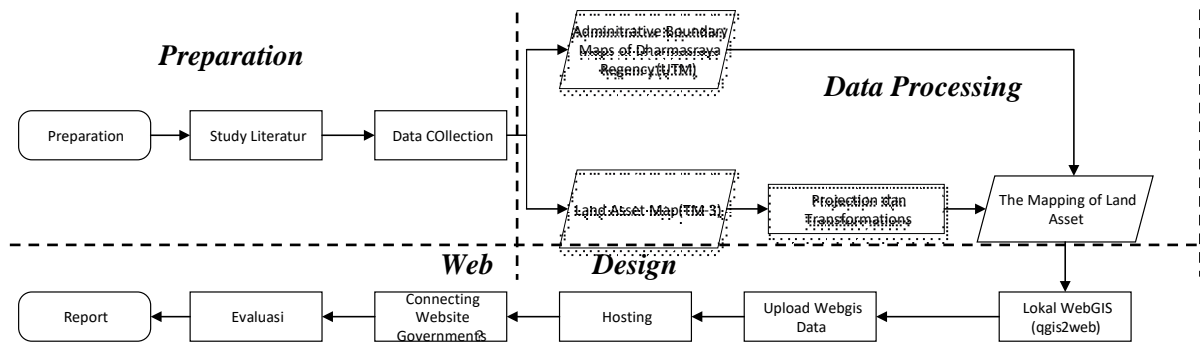 Preparation
Data Processing
Adminitrative Boundary
Maps of Dharmasraya
Regency(UTM)
Preparation
Study Literatur
Data COllection
Land Asset Map(TM-3)
Projection dan
Transformations
The Mapping of Land
Asset
Web Design
Report
Evaluasi
Connecting
Website
Governments?
Hosting
Upload Webgis
Data
Lokal WebGIS
(qgis2web)